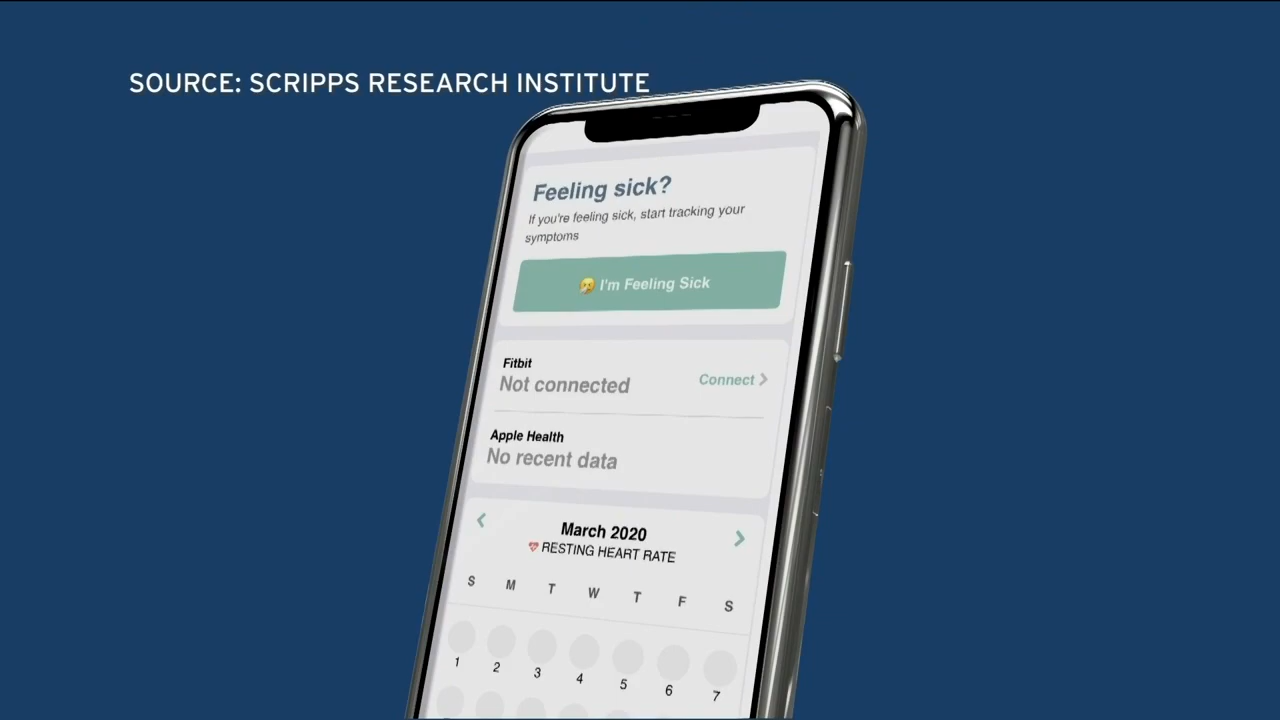 SOURCE: SCRIPPS RESEARCH INSTITUTE
Feeling sick?
If you're feeling sick, start tracking your
symptoms
😢 I'm Feeling Sick
Fitbit
Not connected
Connect >
Apple Health
No recent data
< March 2020 >
RESTING HEART RATE
S M T W T F S
1 2 3 4 5 6 7